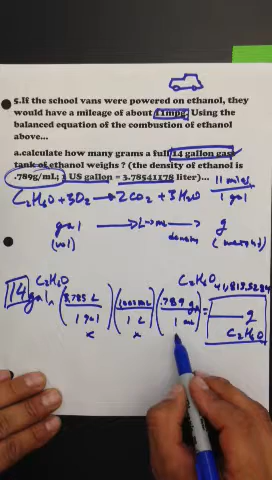 5.If the school vans were powered on ethanol, they
would have a mileage of about 11mpg. Using the
balanced equation of the combustion of ethanol
above...
a.calculate how many grams a full 14 gallon gas
tank of ethanol weighs ? (the density of ethanol is
.789g/mL; 1 US gallon = 3.78541178 liter)...
C2H6O + 3O2 → 2CO2 + 3H2O
11 miles
1 gal
gal → L→mL → g
(vol) density
C2H6O C2H6O
14 gal (3.785 L / 1 gal) (1000 mL / 1 L) (.789 g / 1 mL) = g
C2H6O